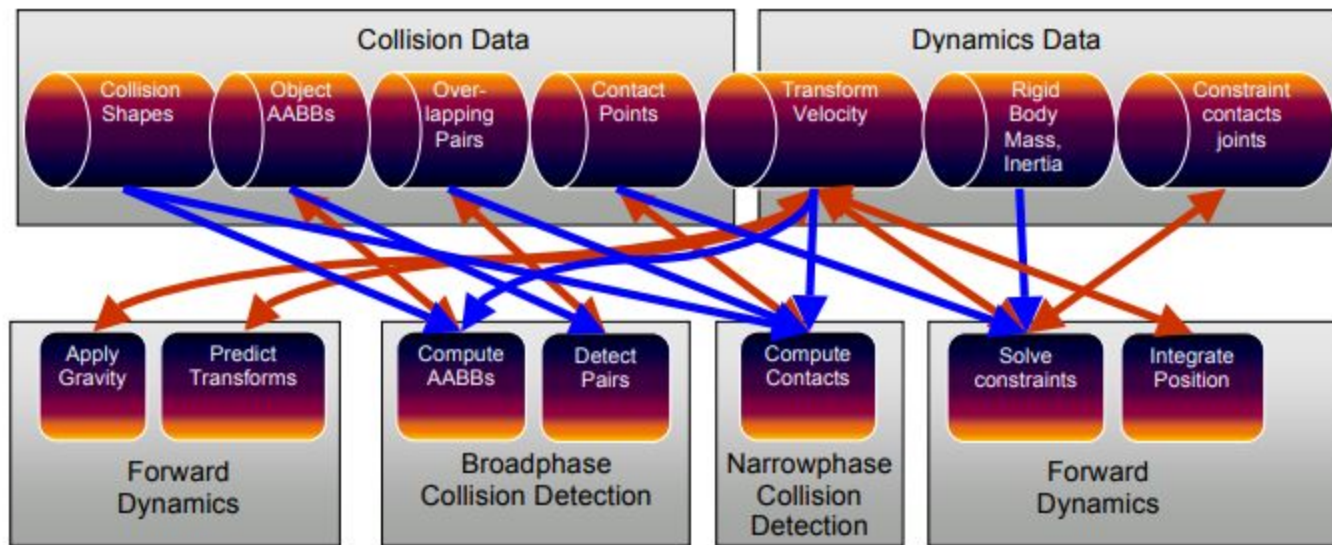 Collision Data
Dynamics Data
Collision
Shapes
Object
AABBs
Over-
lapping
Pairs
Contact
Points
Transform
Velocity
Rigid
Body
Mass,
Inertia
Constraint
contacts
joints
Apply
Gravity
Predict
Transforms
Forward
Dynamics
Compute
AABBs
Detect
Pairs
Broadphase
Collision Detection
Compute
Contacts
Narrowphase
Collision
Detection
Solve
constraints
Integrate
Position
Forward
Dynamics